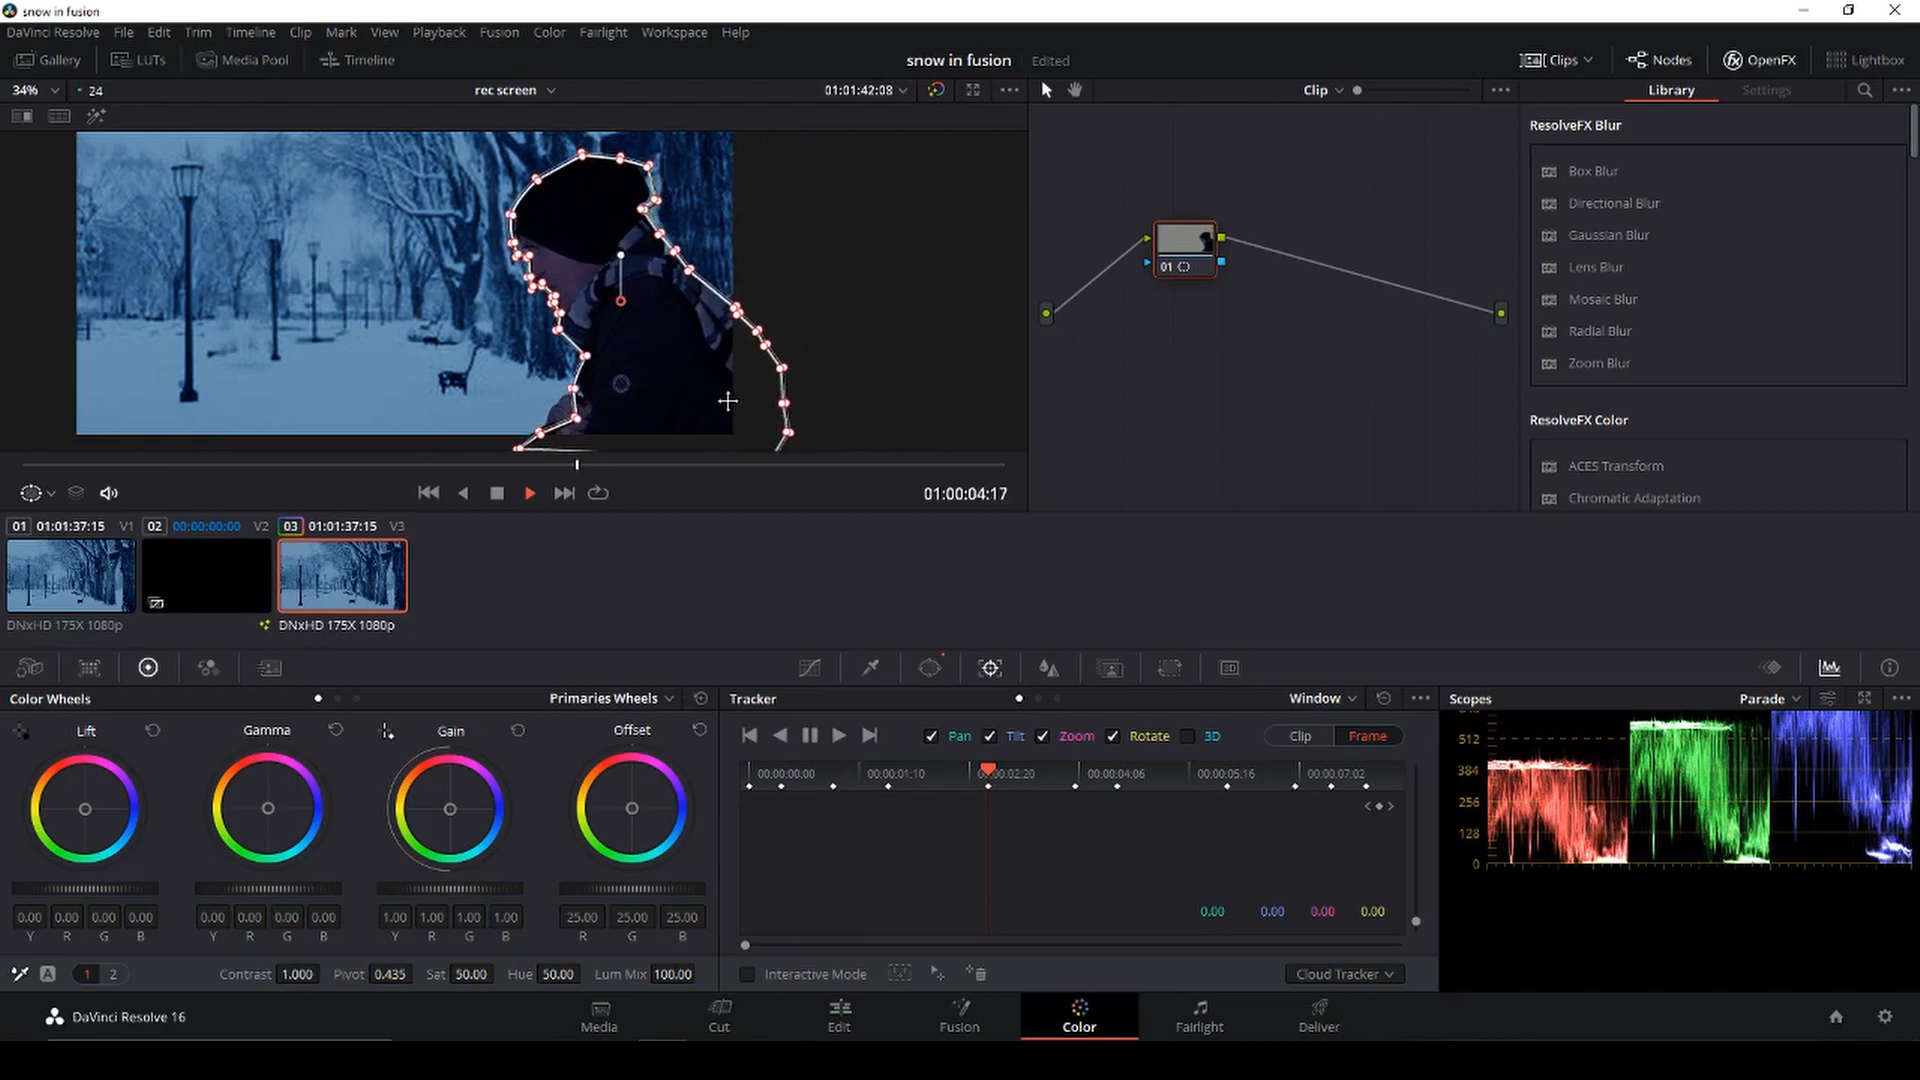 snow in fusion
DaVinci Resolve File Edit Trim Timeline Clip Mark View Playback Fusion Color Fairlight Workspace Help
Gallery LUTs Media Pool Timeline snow in fusion Edited Clips Nodes OpenFX Lightbox
34% 24 rec screen 01:01:42:08 Clip Library Settings
ResolveFX Blur
Box Blur
Directional Blur
Gaussian Blur
Lens Blur
Mosaic Blur
Radial Blur
Zoom Blur
01
ResolveFX Color
ACES Transform
Chromatic Adaptation
01:00:04:17
01 01:01:37:15 V1 02 00:00:00:00 V2 03 01:01:37:15 V3
DNxHD 175X 1080p DNxHD 175X 1080p
Color Wheels Primaries Wheels Tracker Window Scopes Parade
Lift Gamma Gain Offset Pan Tilt Zoom Rotate 3D Clip Frame
00:00:00:00 00:00:01:10 00:00:02:20 00:00:04:06 00:00:05:16 00:00:07:02
512
384
256
128
0
0.00 0.00 0.00 0.00 0.00 0.00 0.00 0.00 1.00 1.00 1.00 1.00 25.00 25.00 25.00 0.00 0.00 0.00 0.00
Y R G B Y R G B Y R G B R G B
A 1 2 Contrast 1.000 Pivot 0.435 Sat 50.00 Hue 50.00 Lum Mix 100.00 Interactive Mode Cloud Tracker
DaVinci Resolve 16 Media Cut Edit Fusion Color Fairlight Deliver